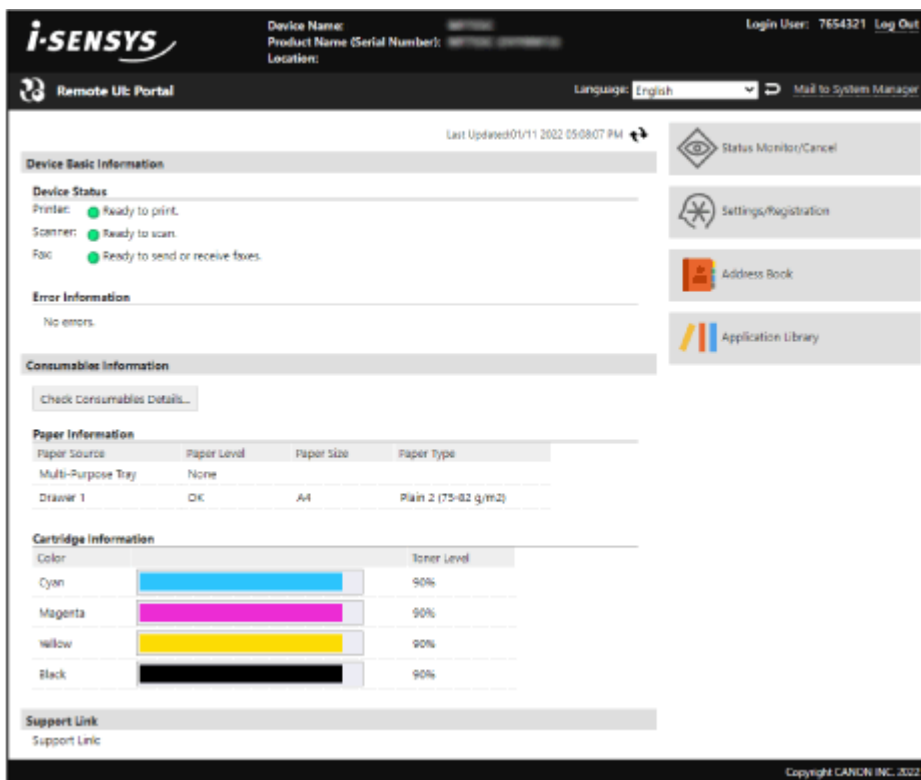 i-SENSYS
Device Name:
Product Name (Serial Number):
Location:
Login User: 7654321 Log Out
Remote UI: Portal
Language: English
Mail to System Manager
Last Updated:01/11 2022 05:08:07 PM
Device Basic Information
Device Status
Printer: Ready to print.
Scanner: Ready to scan.
Fax: Ready to send or receive faxes.
Error Information
No errors.
Consumables Information
Check Consumables Details...
Paper Information
Paper Source Paper Level Paper Size Paper Type
Multi-Purpose Tray None
Drawer 1 OK A4 Plain 2 (75-82 g/m2)
Cartridge Information
Color Toner Level
Cyan 90%
Magenta 90%
Yellow 90%
Black 90%
Support Link
Support Link
Status Monitor/Cancel
Settings/Registration
Address Book
Application Library
Copyright CANON INC. 2022